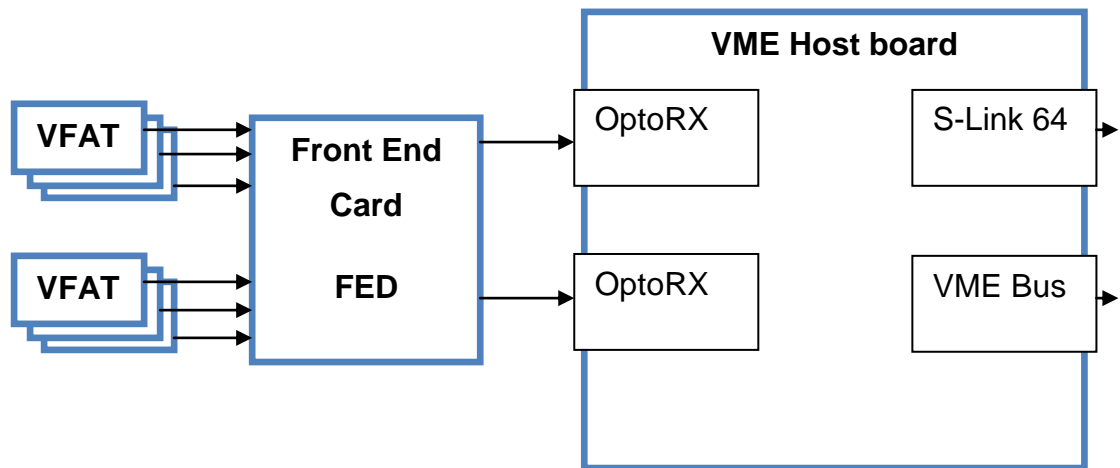 VME Host board
VFAT
Front End
Card
FED
VFAT
OptoRX
S-Link 64
OptoRX
VME Bus